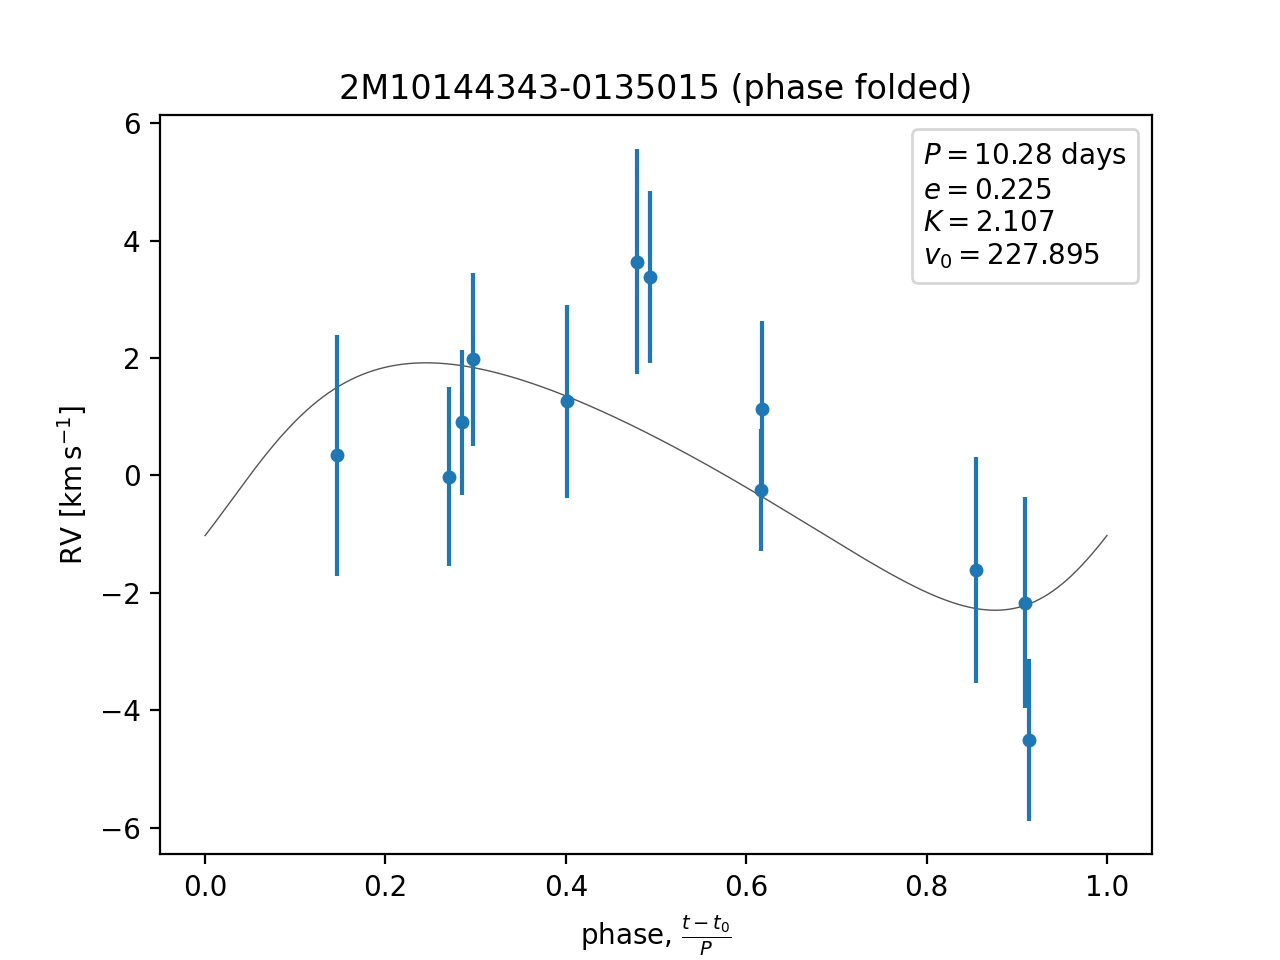 2M10144343-0135015 (phase folded)
P = 10.28 days
e = 0.225
K = 2.107
v₀ = 227.895
6
4
2
0
−2
−4
−6
RV [km s⁻¹]
0.0 0.2 0.4 0.6 0.8 1.0
phase, (t − t₀)/P